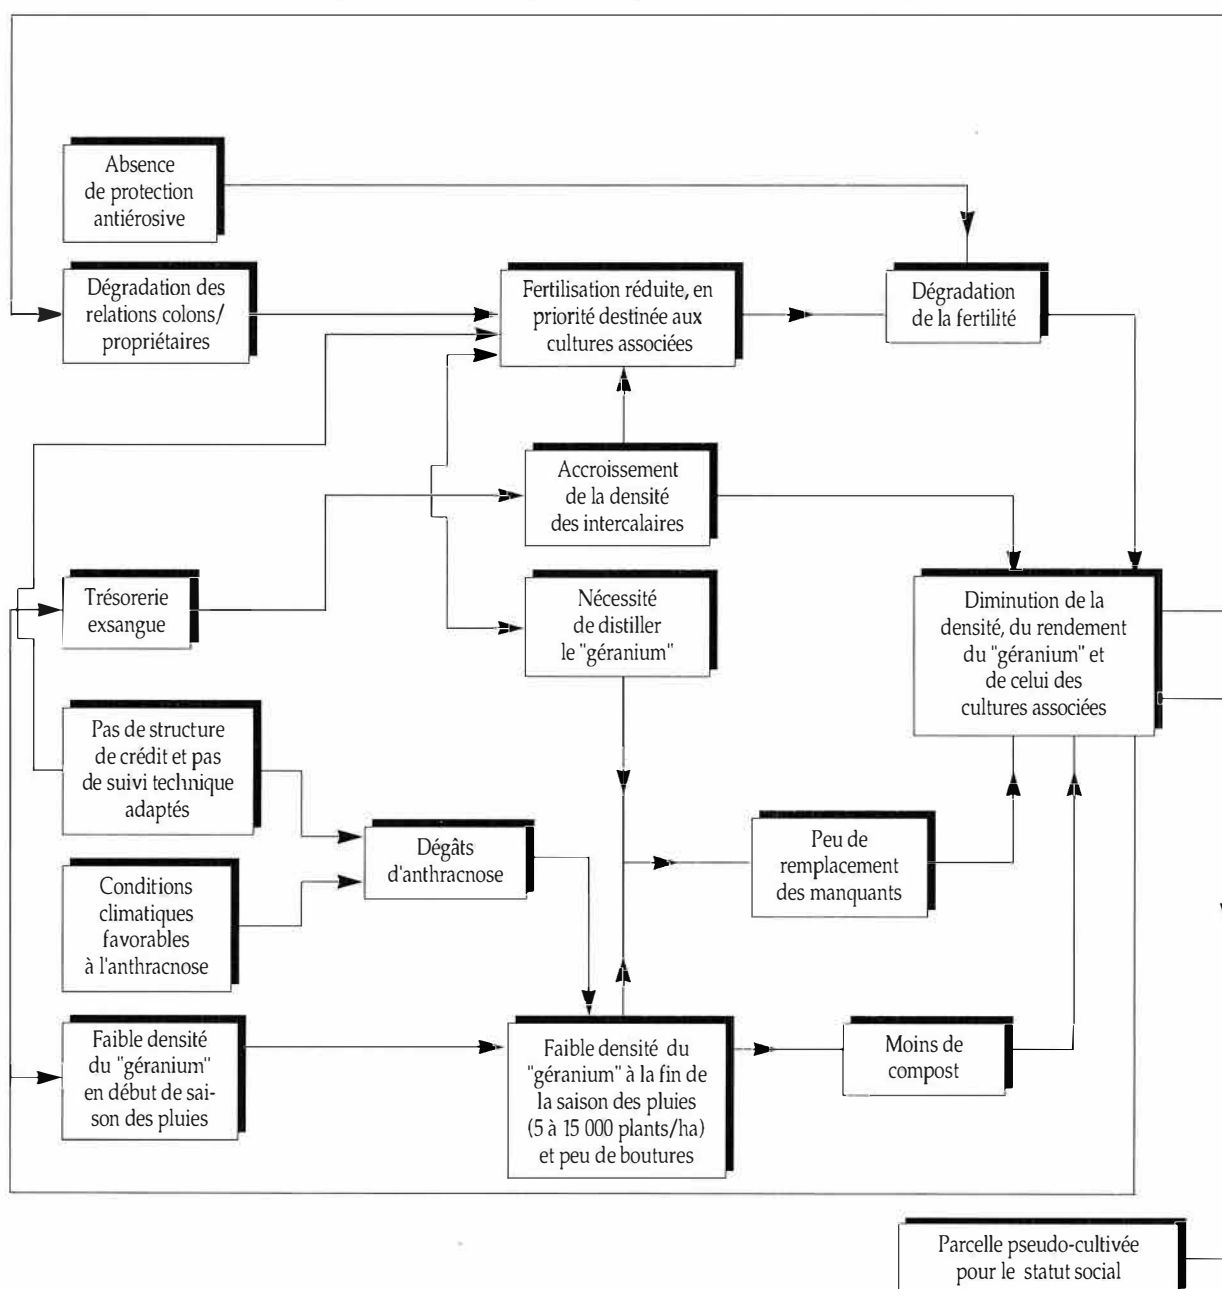 Absence
de protection
antiérosive
Dégradation des
relations colons/
propriétaires
Fertilisation réduite, en
priorité destinée aux
cultures associées
Dégradation
de la fertilité
Accroissement
de la densité
des intercalaires
Trésorerie
exsangue
Nécessité
de distiller
le "géranium"
Diminution de la
densité, du rendement
du "géranium" et
de celui des
cultures associées
Pas de structure
de crédit et pas
de suivi technique
adaptés
Dégâts
d'anthracnose
Peu de
remplacement
des manquants
Conditions
climatiques
favorables
à l'anthracnose
Faible densité
du "géranium"
en début de sai-
son des pluies
Faible densité du
"géranium" à la fin de
la saison des pluies
(5 à 15 000 plants/ha)
et peu de boutures
Moins de
compost
Parcelle pseudo-cultivée
pour le statut social